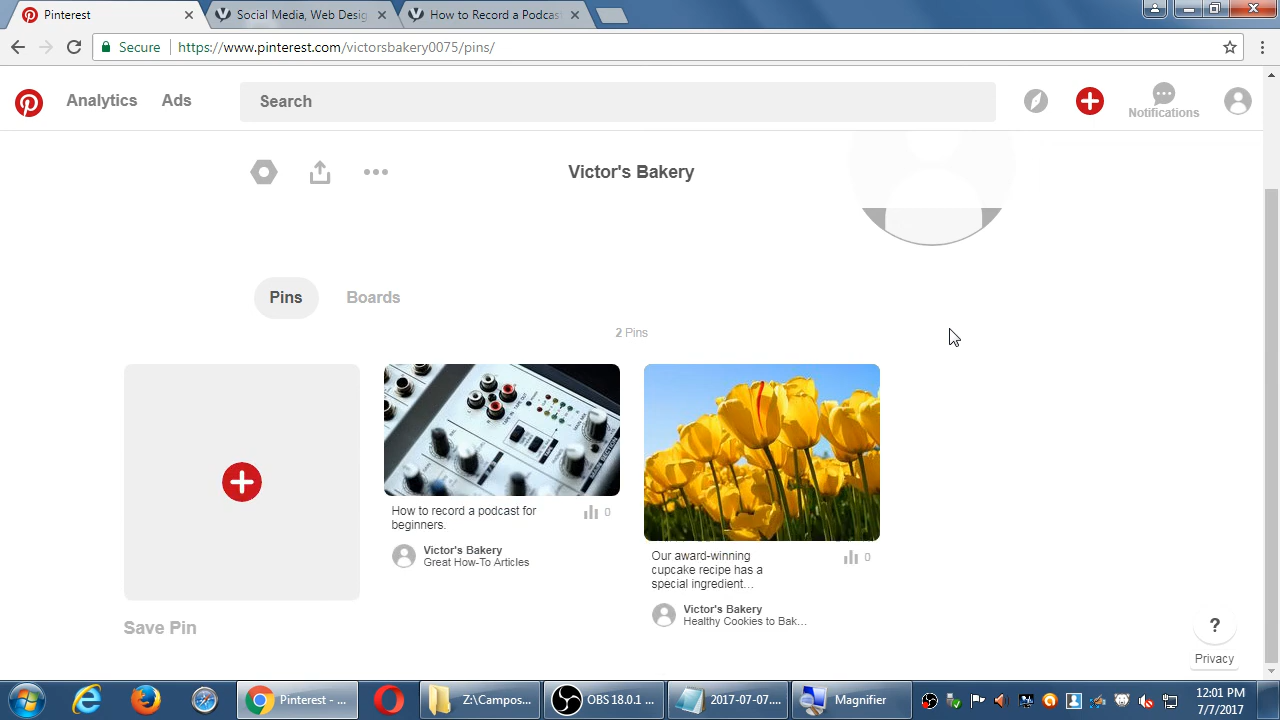 Pinterest
Social Media, Web Desig
How to Record a Podcas
Secure
https://www.pinterest.com/victorsbakery0075/pins/
Analytics
Ads
Search
Notifications
Victor's Bakery
Pins
Boards
2 Pins
How to record a podcast for
beginners.
0
Victor's Bakery
Great How-To Articles
Our award-winning
cupcake recipe has a
special ingredient...
0
Victor's Bakery
Healthy Cookies to Bak...
Save Pin
?
Privacy
Pinterest - ...
Z:\Campos...
OBS 18.0.1 ...
2017-07-07....
Magnifier
12:01 PM
7/7/2017